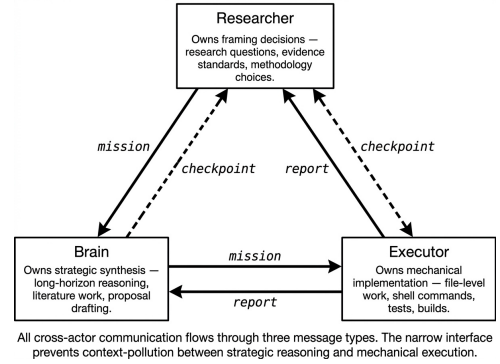 Researcher
Owns framing decisions —
research questions, evidence
standards, methodology
choices.
mission
checkpoint
report
checkpoint
Brain
Owns strategic synthesis —
long-horizon reasoning,
literature work, proposal
drafting.
mission
report
Executor
Owns mechanical
implementation — file-level
work, shell commands,
tests, builds.
All cross-actor communication flows through three message types. The narrow interface
prevents context-pollution between strategic reasoning and mechanical execution.